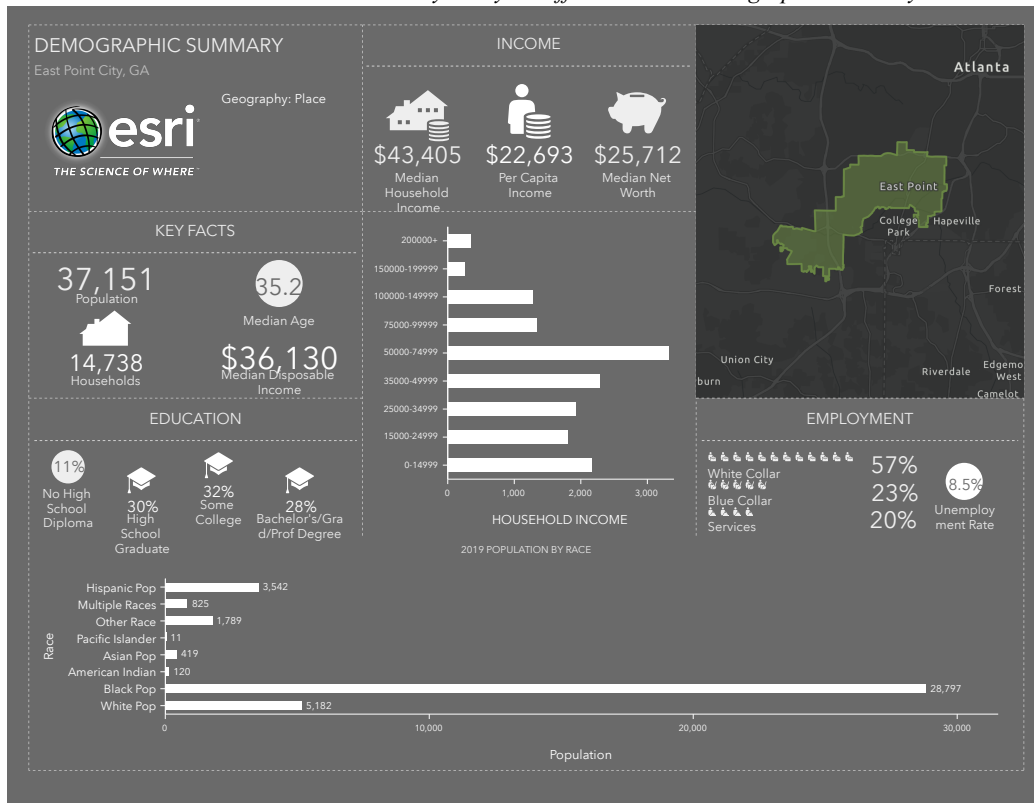 DEMOGRAPHIC SUMMARY
East Point City, GA
Geography: Place
esri
THE SCIENCE OF WHERE
INCOME
$43,405
Median
Household
Income
$22,693
Per Capita
Income
$25,712
Median Net
Worth
Atlanta
East Point
College
Park
Hapeville
Forest
Union City
burn
Riverdale
Edgemo
West
Camelot
KEY FACTS
37,151
Population
35.2
Median Age
14,738
Households
$36,130
Median Disposable
Income
200000+
150000-199999
100000-149999
75000-99999
50000-74999
35000-49999
25000-34999
15000-24999
0-14999
0
1,000
2,000
3,000
HOUSEHOLD INCOME
EDUCATION
11%
No High
School
Diploma
30%
High
School
Graduate
32%
Some
College
28%
Bachelor's/Gra
d/Prof Degree
EMPLOYMENT
White Collar
57%
Blue Collar
23%
Services
20%
8.5%
Unemploy
ment Rate
2019 POPULATION BY RACE
Race
Hispanic Pop 3,542
Multiple Races 825
Other Race 1,789
Pacific Islander 11
Asian Pop 419
American Indian 120
Black Pop 28,797
White Pop 5,182
0
10,000
20,000
30,000
Population